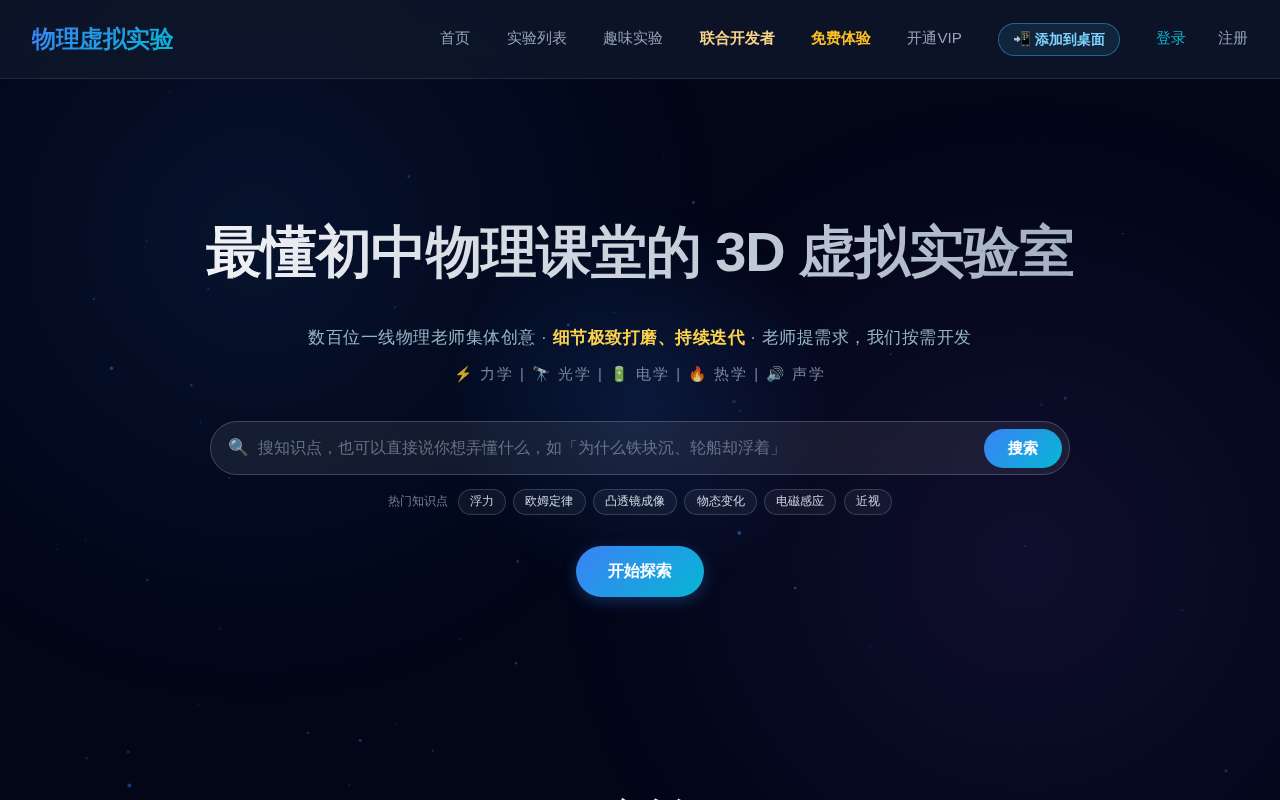 物理虚拟实验
首页 实验列表 趣味实验 联合开发者 免费体验 开通VIP 📲 添加到桌面 登录 注册
最懂初中物理课堂的 3D 虚拟实验室
数百位一线物理老师集体创意 · 细节极致打磨、持续迭代 · 老师提需求，我们按需开发
⚡ 力学 | 🔭 光学 | 🔋 电学 | 🔥 热学 | 🔊 声学
🔍 搜知识点，也可以直接说你想弄懂什么，如「为什么铁块沉、轮船却浮着」 搜索
热门知识点 浮力 欧姆定律 凸透镜成像 物态变化 电磁感应 近视
开始探索